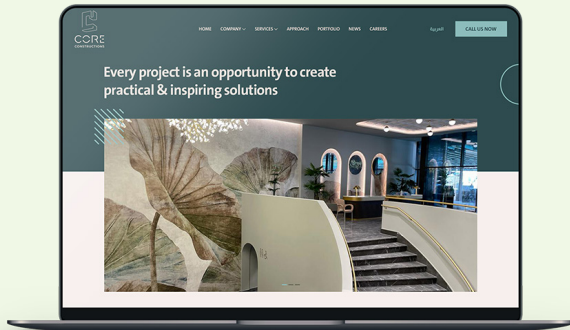 CORE
CONSTRUCTIONS
HOME COMPANY SERVICES APPROACH PORTFOLIO NEWS CAREERS العربية CALL US NOW
Every project is an opportunity to create
practical & inspiring solutions